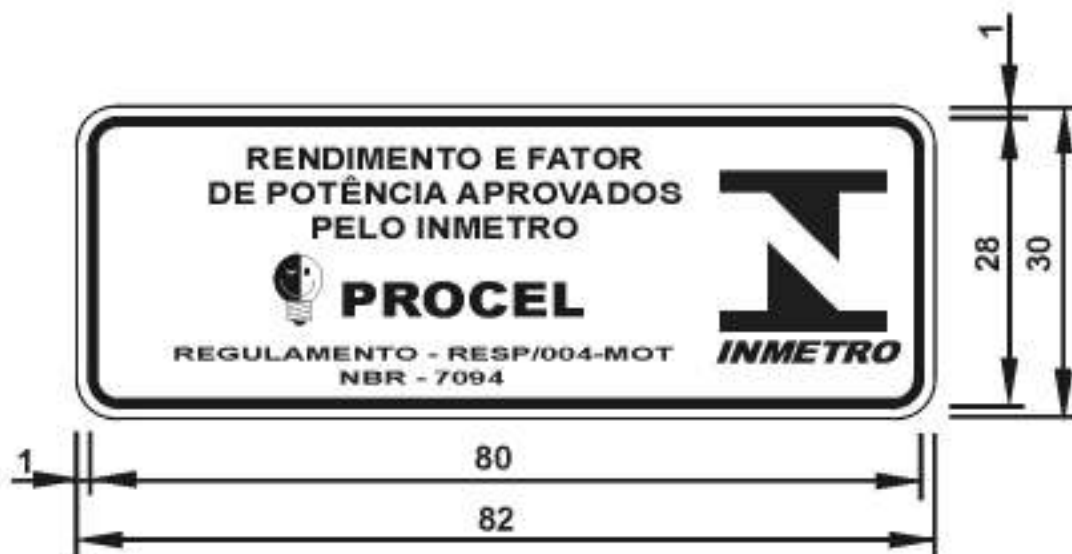 RENDIMENTO E FATOR
DE POTÊNCIA APROVADOS
PELO INMETRO
PROCEL
REGULAMENTO - RESP/004-MOT
NBR - 7094
INMETRO
1
28
30
1
80
82